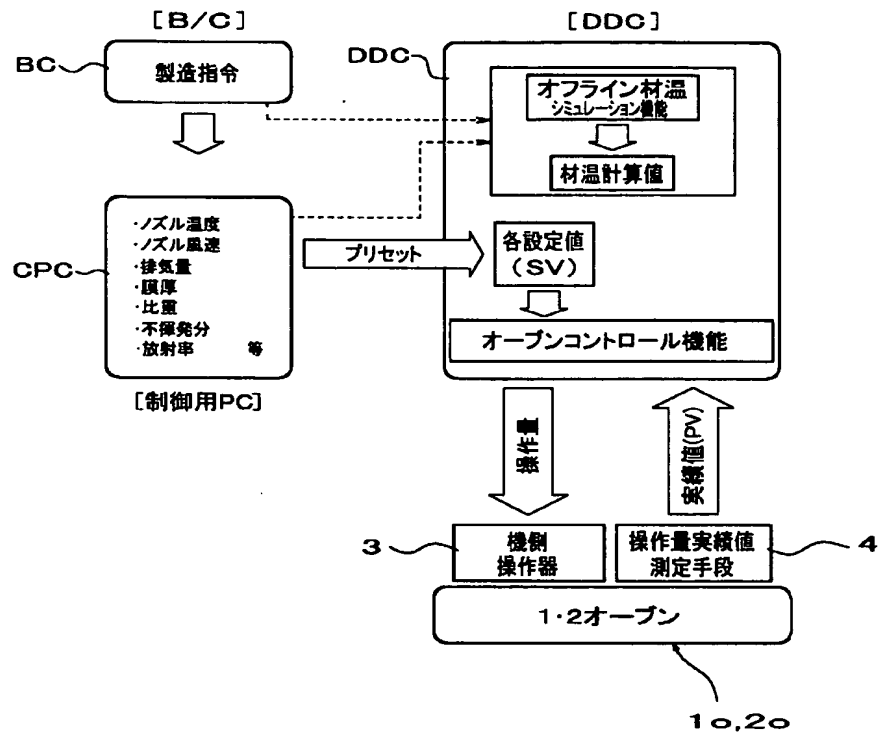 [B/C]
BC
製造指令
CPC
・ノズル温度
・ノズル風速
・排気量
・膜厚
・比重
・不揮発分
・放射率 等
[制御用PC]
プリセット
[DDC]
DDC
オフライン材温
シミュレーション機能
材温計算値
各設定値
(SV)
オーブンコントロール機能
操作量
実績値(PV)
3
機側
操作器
操作量実績値
測定手段
4
1・2オーブン
1o,2o